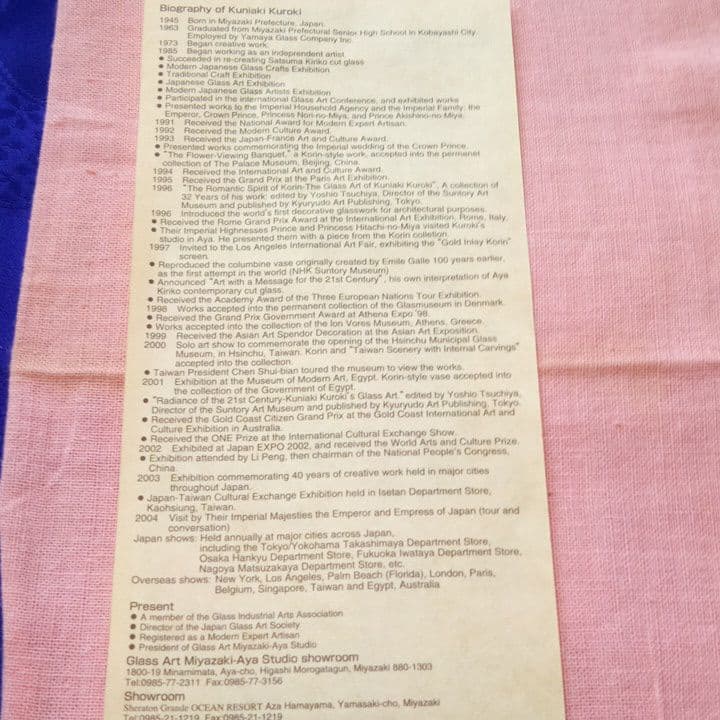 Biography of Kuniaki Kuroki
1945 Born in Miyazaki Prefecture, Japan.
1963 Graduated from Miyazaki Prefectural Senior High School in Kobayashi City.
Employed by Yamaya Glass Company Inc.
1973 Began creative work.
1985 Began working as an indeprendent artist.
● Succeeded in re-creating Satsuma Kiriko cut glass
● Modern Japanese Glass Crafts Exhibition
● Traditional Craft Exhibition
● Japanese Glass Art Exhibition
● Modern Japanese Glass Artists Exhibition
● Participated in the international Glass Art Conference, and exhibited works
● Presented works to the Imperial Household Agency and the Imperial Family: the
Emperor, Crown Prince, Princess Nori-no-Miya, and Prince Akishino-no-Miya.
1991 Received the National Award for Modern Expert Artisan.
1992 Received the Modern Culture Award.
1993 Received the Japan-France Art and Culture Award.
● Presented works commemorating the Imperial wedding of the Crown Prince.
● "The Flower-Viewing Banquet," a Korin-style work, accepted into the permanet
collection of The Palace Museum, Beijing, China.
1994 Received the International Art and Culture Award.
1995 Received the Grand Prix at the Paris Art Exhibition.
1996 "The Romantic Spirit of Korin-The Glass Art of Kuniaki Kuroki", A collection of
32 Years of his work: edited by Yoshio Tsuchiya, Director of the Suntory Art
Museum and published by Kyuryudo Art Publishing, Tokyo.
1996 Introduced the world's first decorative glasswork for architectural purposes.
● Received the Rome Grand Prix Award at the International Art Exhibition, Rome, Italy.
● Their Imperial Highnesses Prince and Princess Hitachi-no-Miya visited Kuroki's
studio in Aya. He presented them with a piece from the Korin colletion.
1997 Invited to the Los Angeles International Art Fair, exhibiting the "Gold Inlay Korin"
screen.
● Reproduced the columbine vase originally created by Emile Galle 100 years earlier,
as the first attempt in the world (NHK Suntory Museum)
● Announced "Art with a Message for the 21st Century", his own interpretation of Aya
Kiriko contemporary cut glass.
● Received the Academy Award of the Three European Nations Tour Exhibition.
1998 Works accepted into the permanent collection of the Glasmuseum in Denmark.
● Received the Grand Prix Government Award at Athena Expo '98.
● Works accepted into the collection of the Ion Vores Museum, Athens, Greece.
1999 Received the Asian Art Spendor Decoration at the Asian Art Exposition.
2000 Solo art show to commemorate the opening of the Hsinchu Municipal Glass
Museum, in Hsinchu, Taiwan. Korin and "Taiwan Scenery with Internal Carvings"
accepted into the collection.
● Taiwan President Chen Shui-bian toured the museum to view the works.
2001 Exhibition at the Museum of Modern Art, Egypt. Korin-style vase accepted into
the collection of the Government of Egypt.
● "Radiance of the 21st Century-Kuniaki Kuroki's Glass Art." edited by Yoshio Tsuchiya,
Director of the Suntory Art Museum and published by Kyuryudo Art Publishing, Tokyo.
● Received the Gold Coast Citizen Grand Prix at the Gold Coast International Art and
Culture Exhibition in Australia.
● Received the ONE Prize at the International Cultural Exchange Show.
2002 Exhibited at Japan EXPO 2002, and received the World Arts and Culture Prize.
● Exhibition attended by Li Peng, then chairman of the National People's Congress,
China.
2003 Exhibition commemorating 40 years of creative work held in major cities
throughout Japan.
● Japan-Taiwan Cultural Exchange Exhibition held in Isetan Department Store,
Kaohsiung, Taiwan.
2004 Visit by Their Imperial Majesties the Emperor and Empress of Japan (tour and
conversation)
Japan shows: Held annually at major cities across Japan,
including the Tokyo/Yokohama Takashimaya Department Store,
Osaka Hankyu Department Store, Fukuoka Iwataya Department Store,
Nagoya Matsuzakaya Department Store, etc.
Overseas shows: New York, Los Angeles, Palm Beach (Florida), London, Paris,
Belgium, Singapore, Taiwan and Egypt, Australia
Present
● A member of the Glass Industrial Arts Association
● Director of the Japan Glass Art Society
● Registered as a Modern Expert Artisan
● President of Glass Art Miyazaki-Aya Studio
Glass Art Miyazaki-Aya Studio showroom
1800-19 Minamimata, Aya-cho, Higashi Morogatagun, Miyazaki 880-1303
Tel:0985-77-2311 Fax:0985-77-3156
Showroom
Sheraton Grande OCEAN RESORT Aza Hamayama, Yamasaki-cho, Miyazaki
Tel:0985-21-1219 Fax:0985-21-1219